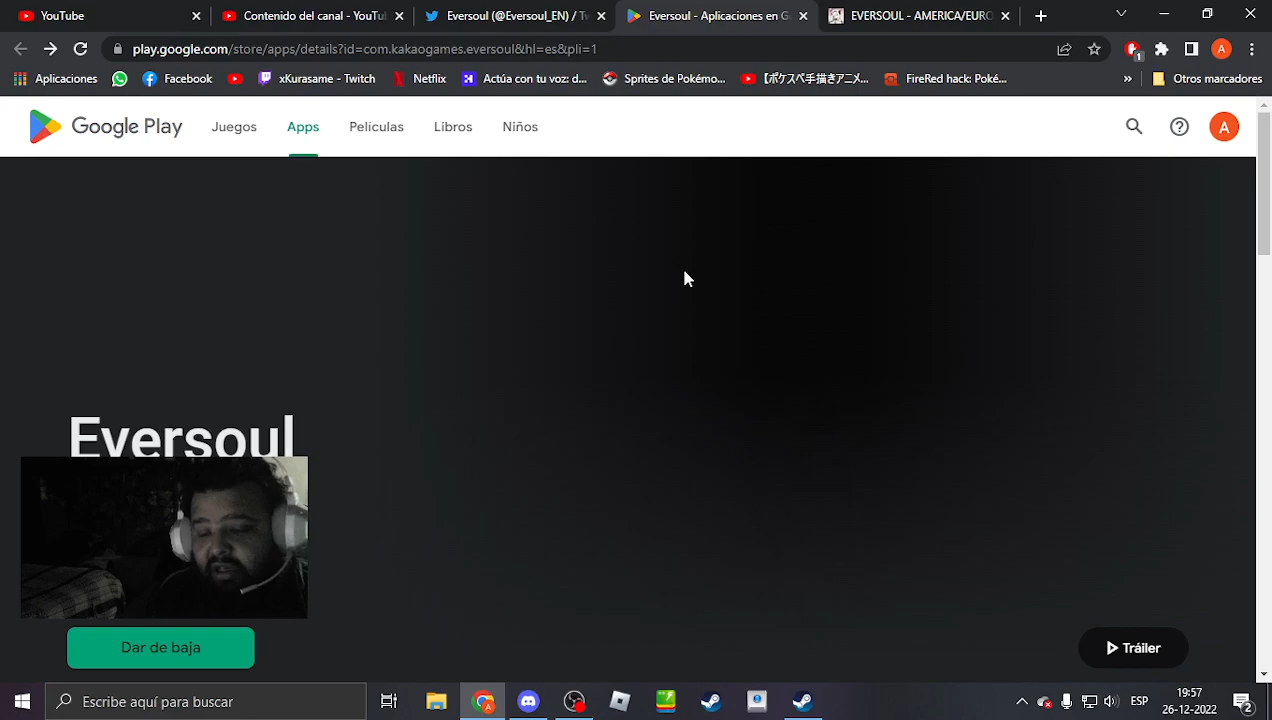 YouTube
Contenido del canal - YouTu
Eversoul (@Eversoul_EN) / Tw
Eversoul - Aplicaciones en G
EVERSOUL - AMERICA/EURO
play.google.com/store/apps/details?id=com.kakaogames.eversoul&hl=es&pli=1
A
1
Aplicaciones
Facebook
xKurasame - Twitch
Netflix
Actúa con tu voz: d...
Sprites de Pokémo...
【ポケスペ手描きアニメ...
FireRed hack: Poké...
»
Otros marcadores
Google Play
Juegos
Apps
Películas
Libros
Niños
A
Eversoul
Dar de baja
Tráiler
Escribe aquí para buscar
ESP
19:57
26-12-2022
2